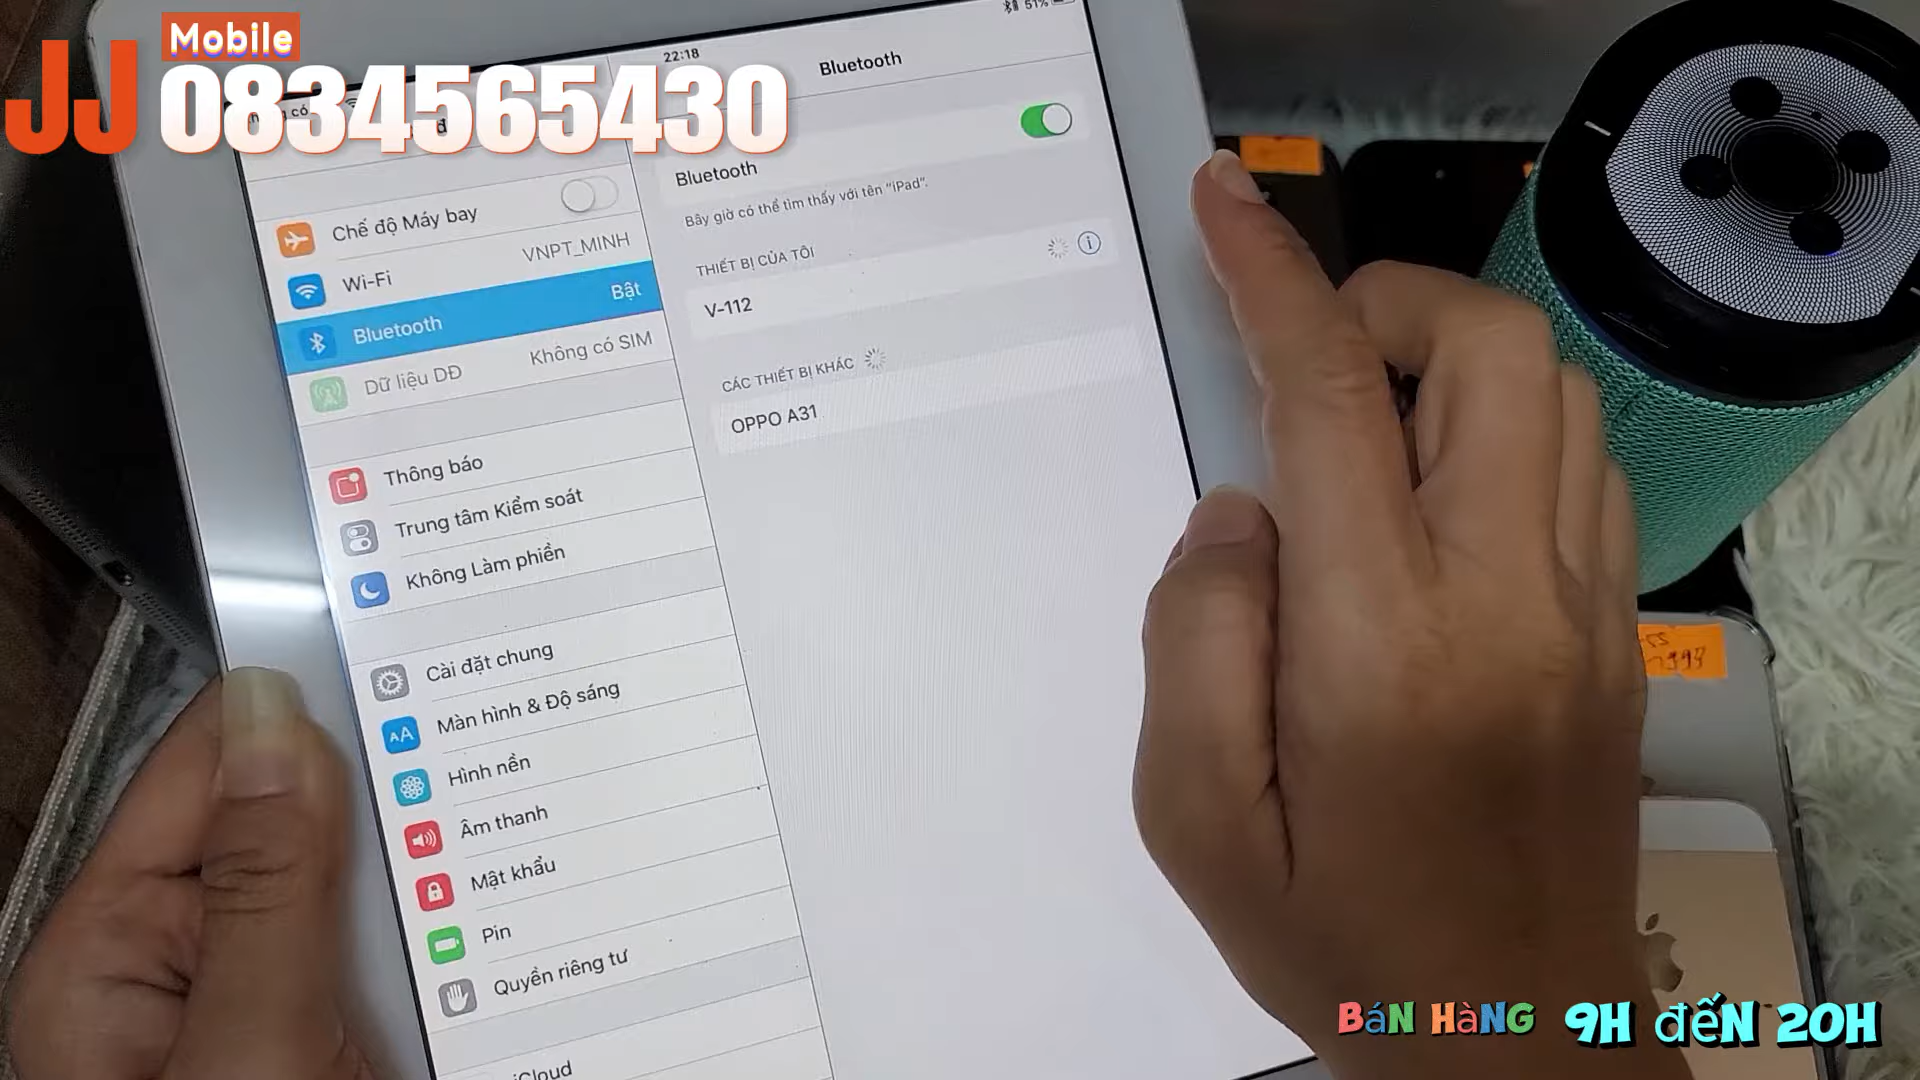 JJ Mobile
0834565430
22:18
51%
Bluetooth
Chế độ Máy bay
Wi-Fi
VNPT_MINH
Bluetooth
Bật
Dữ liệu DĐ
Không có SIM
Thông báo
Trung tâm Kiểm soát
Không Làm phiền
Cài đặt chung
AA
Màn hình & Độ sáng
Hình nền
Âm thanh
Mật khẩu
Pin
Quyền riêng tư
iCloud
Bluetooth
Bây giờ có thể tìm thấy với tên “iPad”.
THIẾT BỊ CỦA TÔI
V-112
CÁC THIẾT BỊ KHÁC
OPPO A31
BáN HàNG 9H đếN 20H